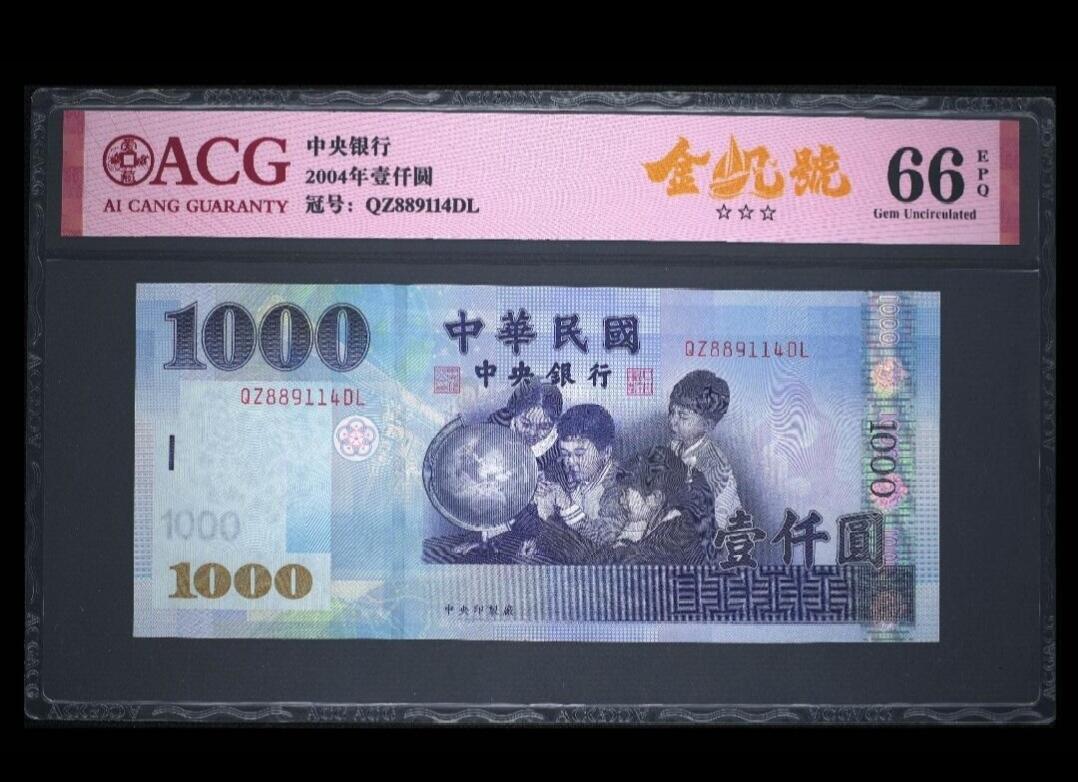 ACG
AI CANG GUARANTY
中央银行
2004年壹仟圆
冠号：QZ889114DL
金帆號
☆☆☆
66
EPQ
Gem Uncirculated
1000
中華民國
中央銀行
QZ889114DL
QZ889114DL
1000
1000
1000
壹仟圓
中央印製廠